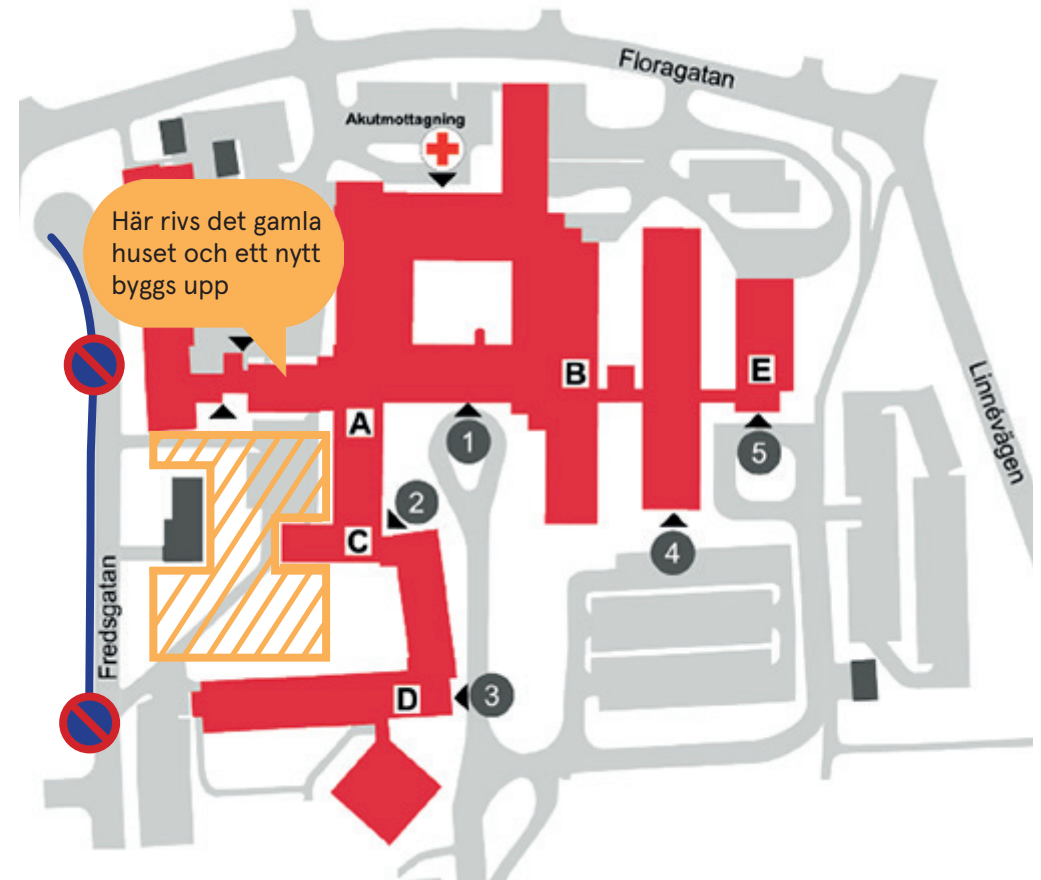 Floragatan
Akutmottagning
Här rivs det gamla
huset och ett nytt
byggs upp
B
E
A
Linnévägen
1
5
2
C
4
Fredsgatan
D
3